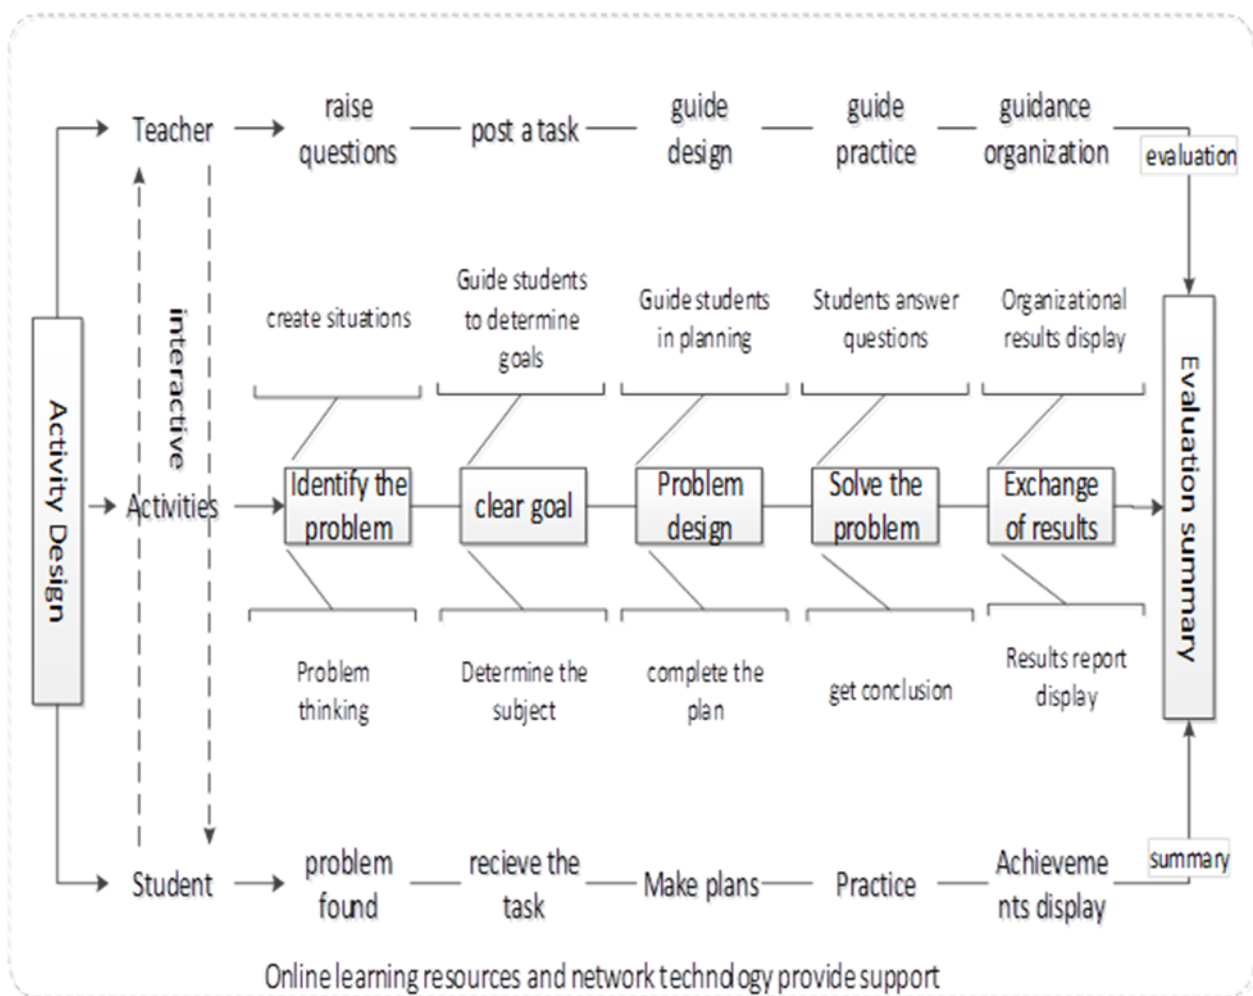 Teacher
raise
questions
post a task
guide
design
guide
practice
guidance
organization
evaluation
create situations
Guide students
to determine
goals
Guide students
in planning
Students answer
questions
Organizational
results display
Activity Design
interactive
Activities
Identify the
problem
clear goal
Problem
design
Solve the
problem
Exchange
of results
Evaluation summary
Problem
thinking
Determine the
subject
complete the
plan
get conclusion
Results report
display
Student
problem
found
recieve the
task
Make plans
Practice
Achieveme
nts display
summary
Online learning resources and network technology provide support